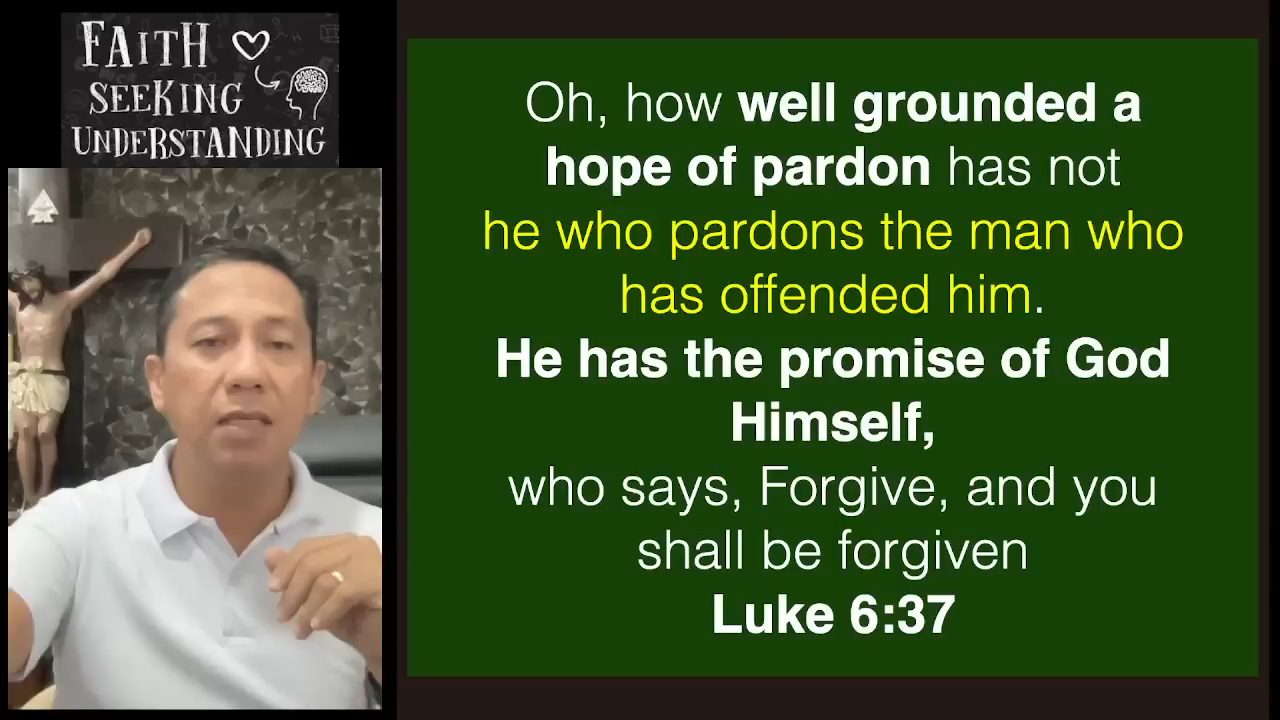 FAITH
SEEKING
UNDERSTANDING
Oh, how well grounded a
hope of pardon has not
he who pardons the man who
has offended him.
He has the promise of God
Himself,
who says, Forgive, and you
shall be forgiven
Luke 6:37